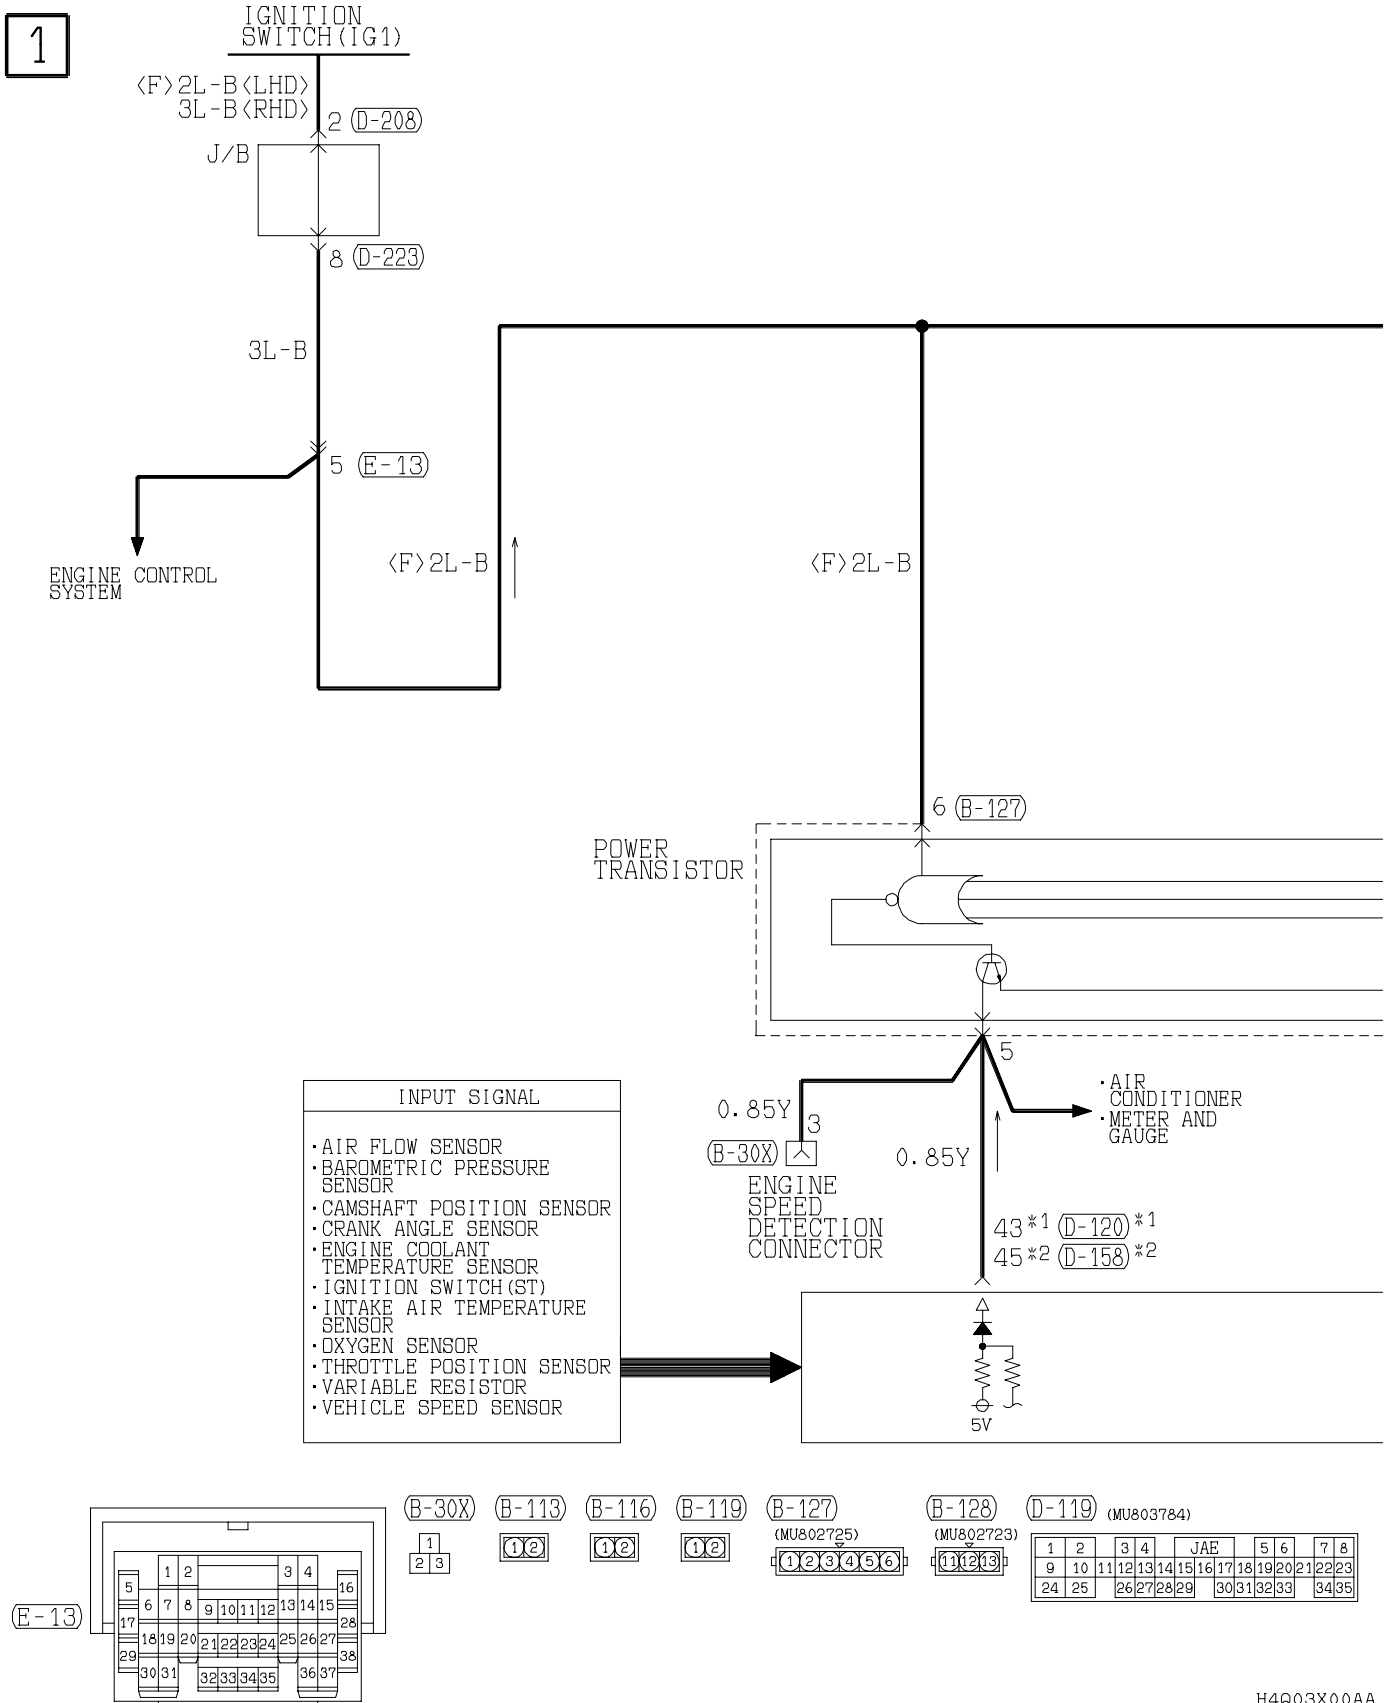 1
IGNITION
SWITCH(IG1)
<F>2L-B<LHD>
3L-B<RHD>
2 (D-208)
J/B
8 (D-223)
3L-B
5 (E-13)
ENGINE CONTROL
SYSTEM
<F>2L-B
<F>2L-B
6 (B-127)
POWER
TRANSISTOR
5
·AIR
CONDITIONER
·METER AND
GAUGE
0.85Y
3
(B-30X)
ENGINE
SPEED
DETECTION
CONNECTOR
0.85Y
43*1 (D-120)*1
45*2 (D-158)*2
INPUT SIGNAL
·AIR FLOW SENSOR
·BAROMETRIC PRESSURE
SENSOR
·CAMSHAFT POSITION SENSOR
·CRANK ANGLE SENSOR
·ENGINE COOLANT
TEMPERATURE SENSOR
·IGNITION SWITCH(ST)
·INTAKE AIR TEMPERATURE
SENSOR
·OXYGEN SENSOR
·THROTTLE POSITION SENSOR
·VARIABLE RESISTOR
·VEHICLE SPEED SENSOR
5V
(E-13)
1 2 3 4
5 16
6 7 8 9 10 11 12 13 14 15
17 28
18 19 20 21 22 23 24 25 26 27
29 38
30 31 32 33 34 35 36 37
(B-30X)
1
2 3
(B-113)
1 2
(B-116)
1 2
(B-119)
1 2
(B-127)
(MU802725)
1 2 3 4 5 6
(B-128)
(MU802723)
11 12 13
(D-119) (MU803784)
1 2 3 4 JAE 5 6 7 8
9 10 11 12 13 14 15 16 17 18 19 20 21 22 23
24 25 26 27 28 29 30 31 32 33 34 35
H4Q03X00AA